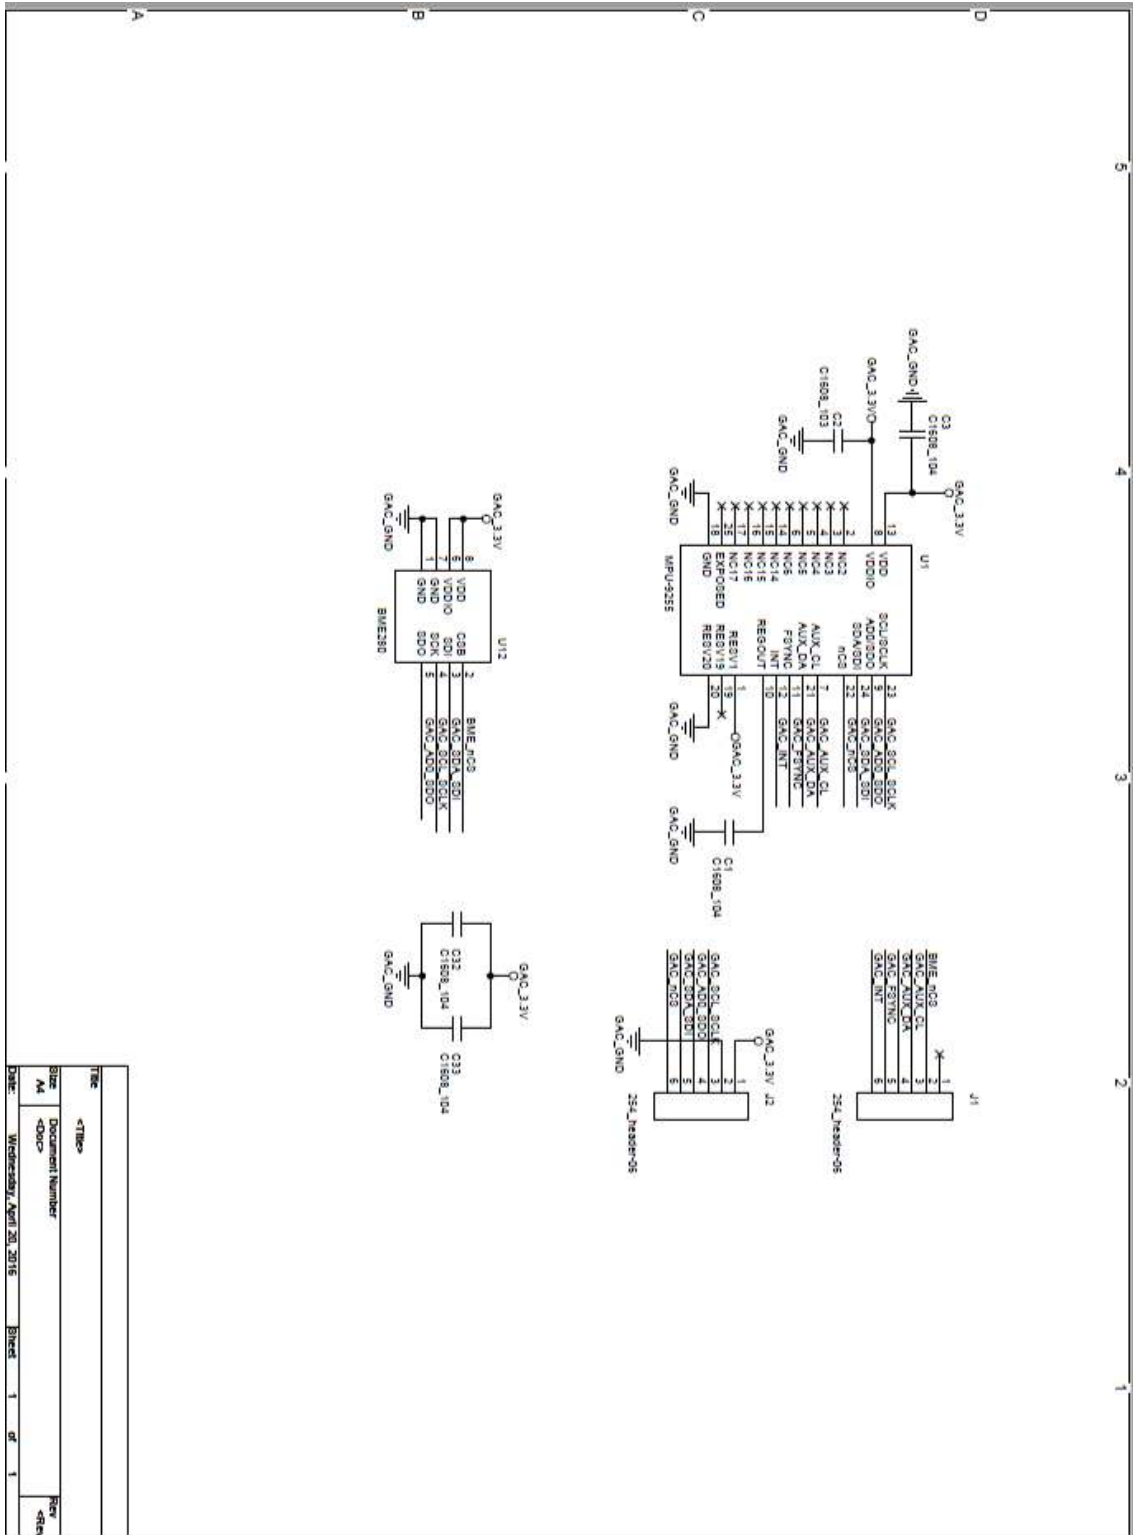 5
4
3
2
1
D
C
B
A
GAC_GND
C3
C1608_104
GAC_3.3V
GAC_3.3V
C2
C1608_103
GAC_GND
GAC_GND
U1
13 VDD
8 VDDIO
2 NC2
3 NC3
4 NC4
5 NC5
6 NC6
14 NC14
15 NC15
16 NC16
17 NC17
25 EXPOSED
18 GND
SCL/SCLK 23 GAC_SCL_SCLK
AD0/SDO 9 GAC_AD0_SDO
SDA/SDI 24 GAC_SDA_SDI
nCS 22 GAC_nCS
AUX_CL 7 GAC_AUX_CL
AUX_DA 21 GAC_AUX_DA
FSYNC 11 GAC_FSYNC
INT 12 GAC_INT
REGOUT 10
RESV1 1 GAC_3.3V
RESV19 19
RESV20 20
MPU-9255
GAC_GND
C1
C1608_104
GAC_GND
J1
1
BME_nCS 2
GAC_AUX_CL 3
GAC_AUX_DA 4
GAC_FSYNC 5
GAC_INT 6
254_header-06
GAC_3.3V
J2
1
2
GAC_SCL_SCLK 3
GAC_AD0_SDO 4
GAC_SDA_SDI 5
GAC_nCS 6
GAC_GND
254_header-06
GAC_3.3V
GAC_GND
U12
8 VDD
6 VDDIO
7 GND
1 GND
CSB 2 BME_nCS
SDI 3 GAC_SDA_SDI
SCK 4 GAC_SCL_SCLK
SDO 5 GAC_AD0_SDO
BME280
GAC_3.3V
C32
C1608_104
C33
C1608_104
GAC_GND
Title
<Title>
Size
A4
Document Number
<Doc>
Rev
<Rev
Date: Wednesday, April 20, 2016
Sheet 1 of 1